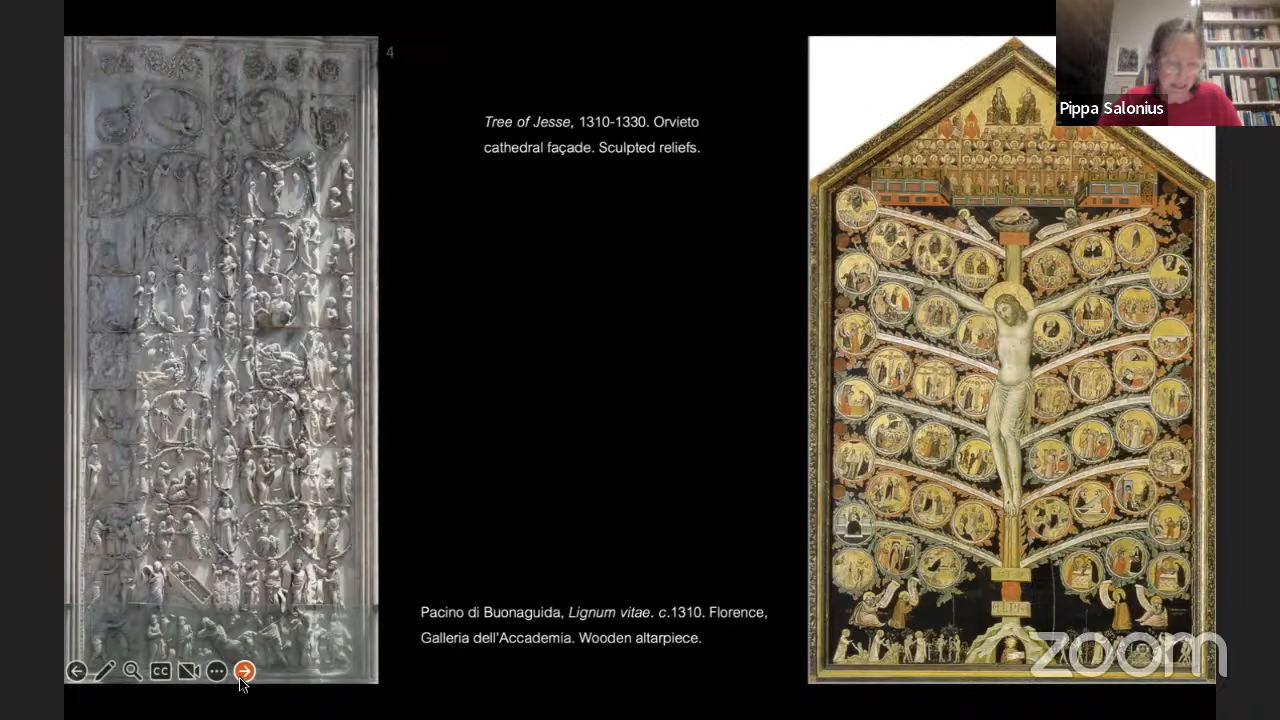 4
Tree of Jesse, 1310-1330. Orvieto
cathedral façade. Sculpted reliefs.
Pippa Salonius
Pacino di Buonaguida, Lignum vitae. c.1310. Florence,
Galleria dell'Accademia. Wooden altarpiece.
CC
zoom